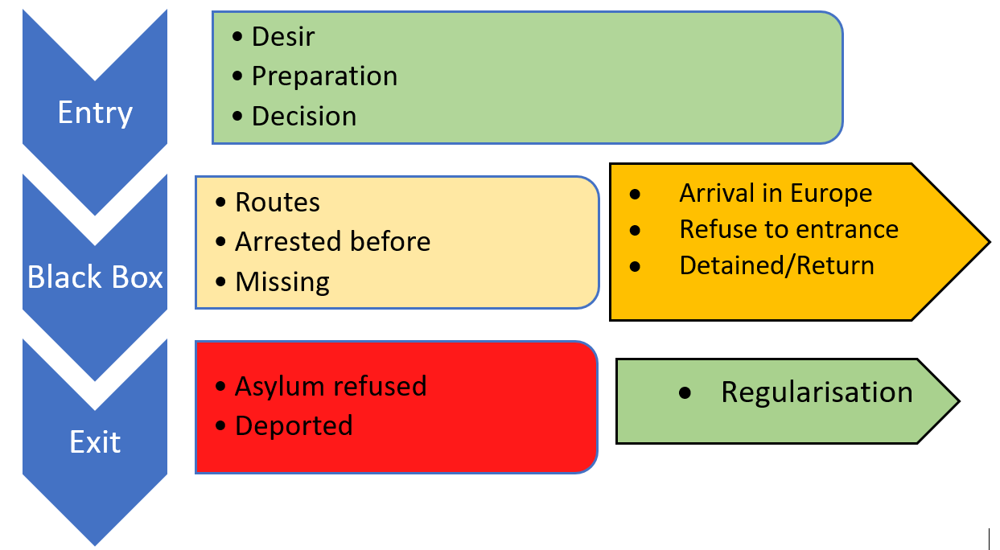 Entry
• Desir
• Preparation
• Decision
Black Box
• Routes
• Arrested before
• Missing
• Arrival in Europe
• Refuse to entrance
• Detained/Return
Exit
• Asylum refused
• Deported
• Regularisation